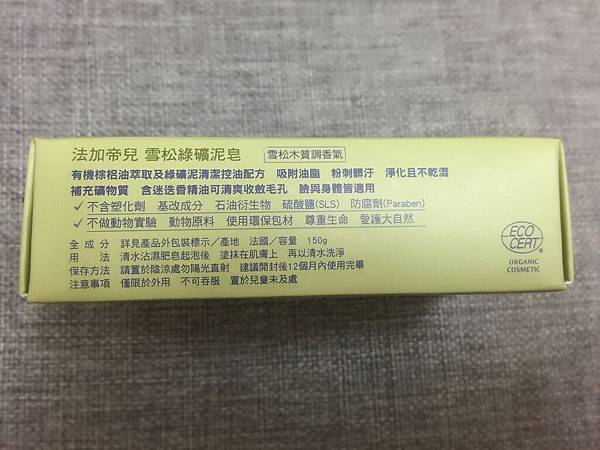 法加帝兒 雪松綠礦泥皂 雪松木質調香氣
有機棕梠油萃取及綠礦泥清潔控油配方 吸附油脂 粉刺髒汙 淨化且不乾澀
補充礦物質 含迷迭香精油可清爽收斂毛孔 臉與身體皆適用
✓不含塑化劑 基改成分 石油衍生物 硫酸鹽(SLS) 防腐劑(Paraben)
✓不做動物實驗 動物原料 使用環保包材 尊重生命 愛護大自然
全成分 詳見產品外包裝標示／產地 法國／容量 150g
用法 清水沾濕肥皂起泡後 塗抹在肌膚上 再以清水洗淨
保存方法 請置於陰涼處勿陽光直射 建議開封後12個月內使用完畢
注意事項 僅限於外用 不可吞服 置於兒童未及處
ECO
CERT®
ORGANIC
COSMETIC